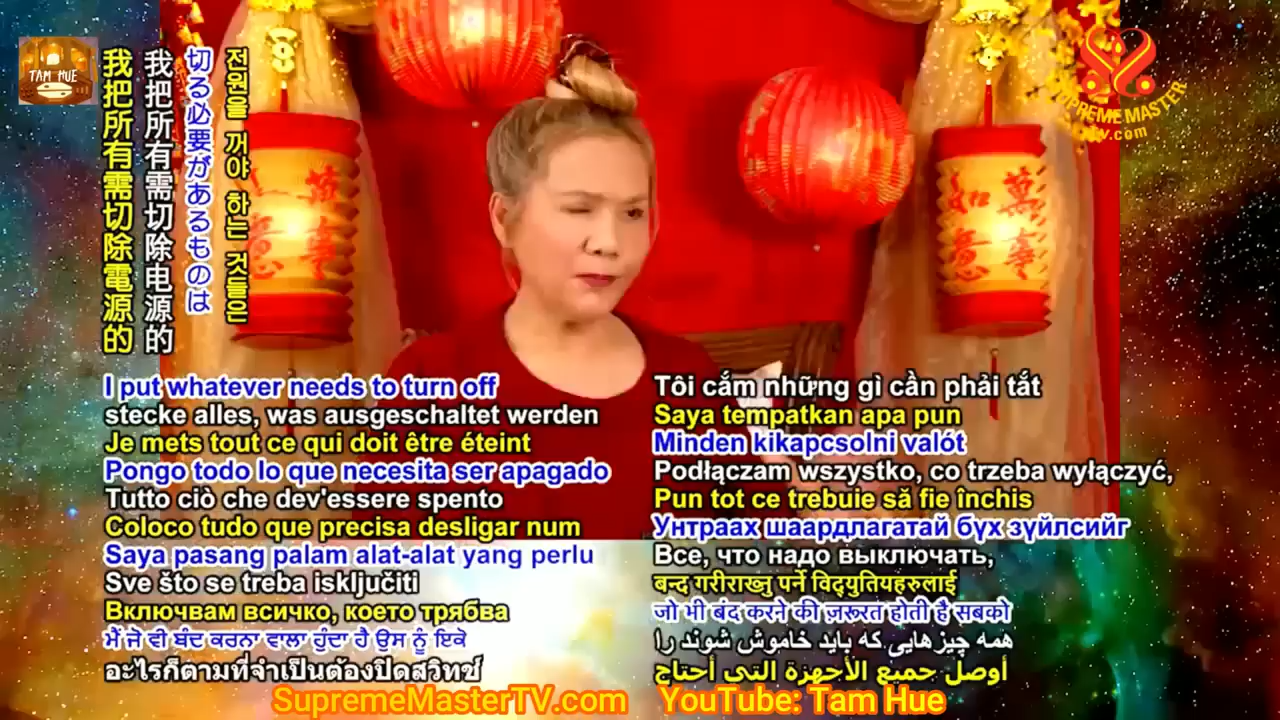 TAM HUE
SUPREME MASTER
TV.com
我把所有需切除電源的
我把所有需切除电源的
切る必要があるものは
전원을 꺼야 하는 것들은
萬
如意
I put whatever needs to turn off
stecke alles, was ausgeschaltet werden
Je mets tout ce qui doit être éteint
Pongo todo lo que necesita ser apagado
Tutto ciò che dev'essere spento
Coloco tudo que precisa desligar num
Saya pasang palam alat-alat yang perlu
Sve što se treba isključiti
Включвам всичко, което трябва
ਮੈਂ ਜੋ ਵੀ ਬੰਦ ਕਰਨਾ ਵਾਲਾ ਹੁੰਦਾ ਹੈ ਉਸ ਨੂੰ ਇਕੋ
อะไรก็ตามที่จำเป็นต้องปิดสวิทช์
Tôi cắm những gì cần phải tắt
Saya tempatkan apa pun
Minden kikapcsolni valót
Podłączam wszystko, co trzeba wyłączyć,
Pun tot ce trebuie să fie închis
Унтраах шаардлагатай бүх зүйлсийг
Все, что надо выключать,
बन्द गरीराख्नु पर्ने विद्युतियहरुलाई
जो भी बंद करने की ज़रूरत होती है सबको
همه چیزهایی که باید خاموش شوند را
أوصل جميع الأجهزة التي أحتاج
SupremeMasterTV.com YouTube: Tam Hue